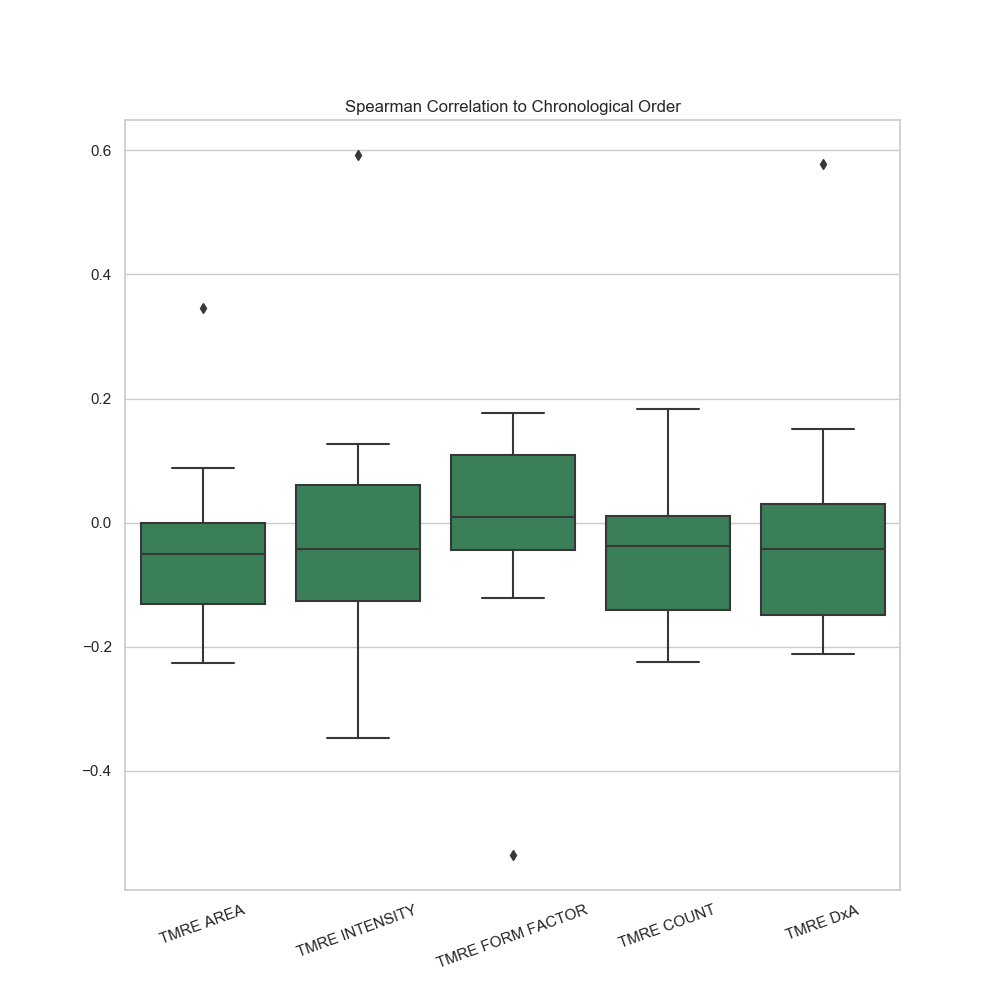 Spearman Correlation to Chronological Order
0.6
0.4
0.2
0.0
−0.2
−0.4
TMRE AREA
TMRE INTENSITY
TMRE FORM FACTOR
TMRE COUNT
TMRE DxA